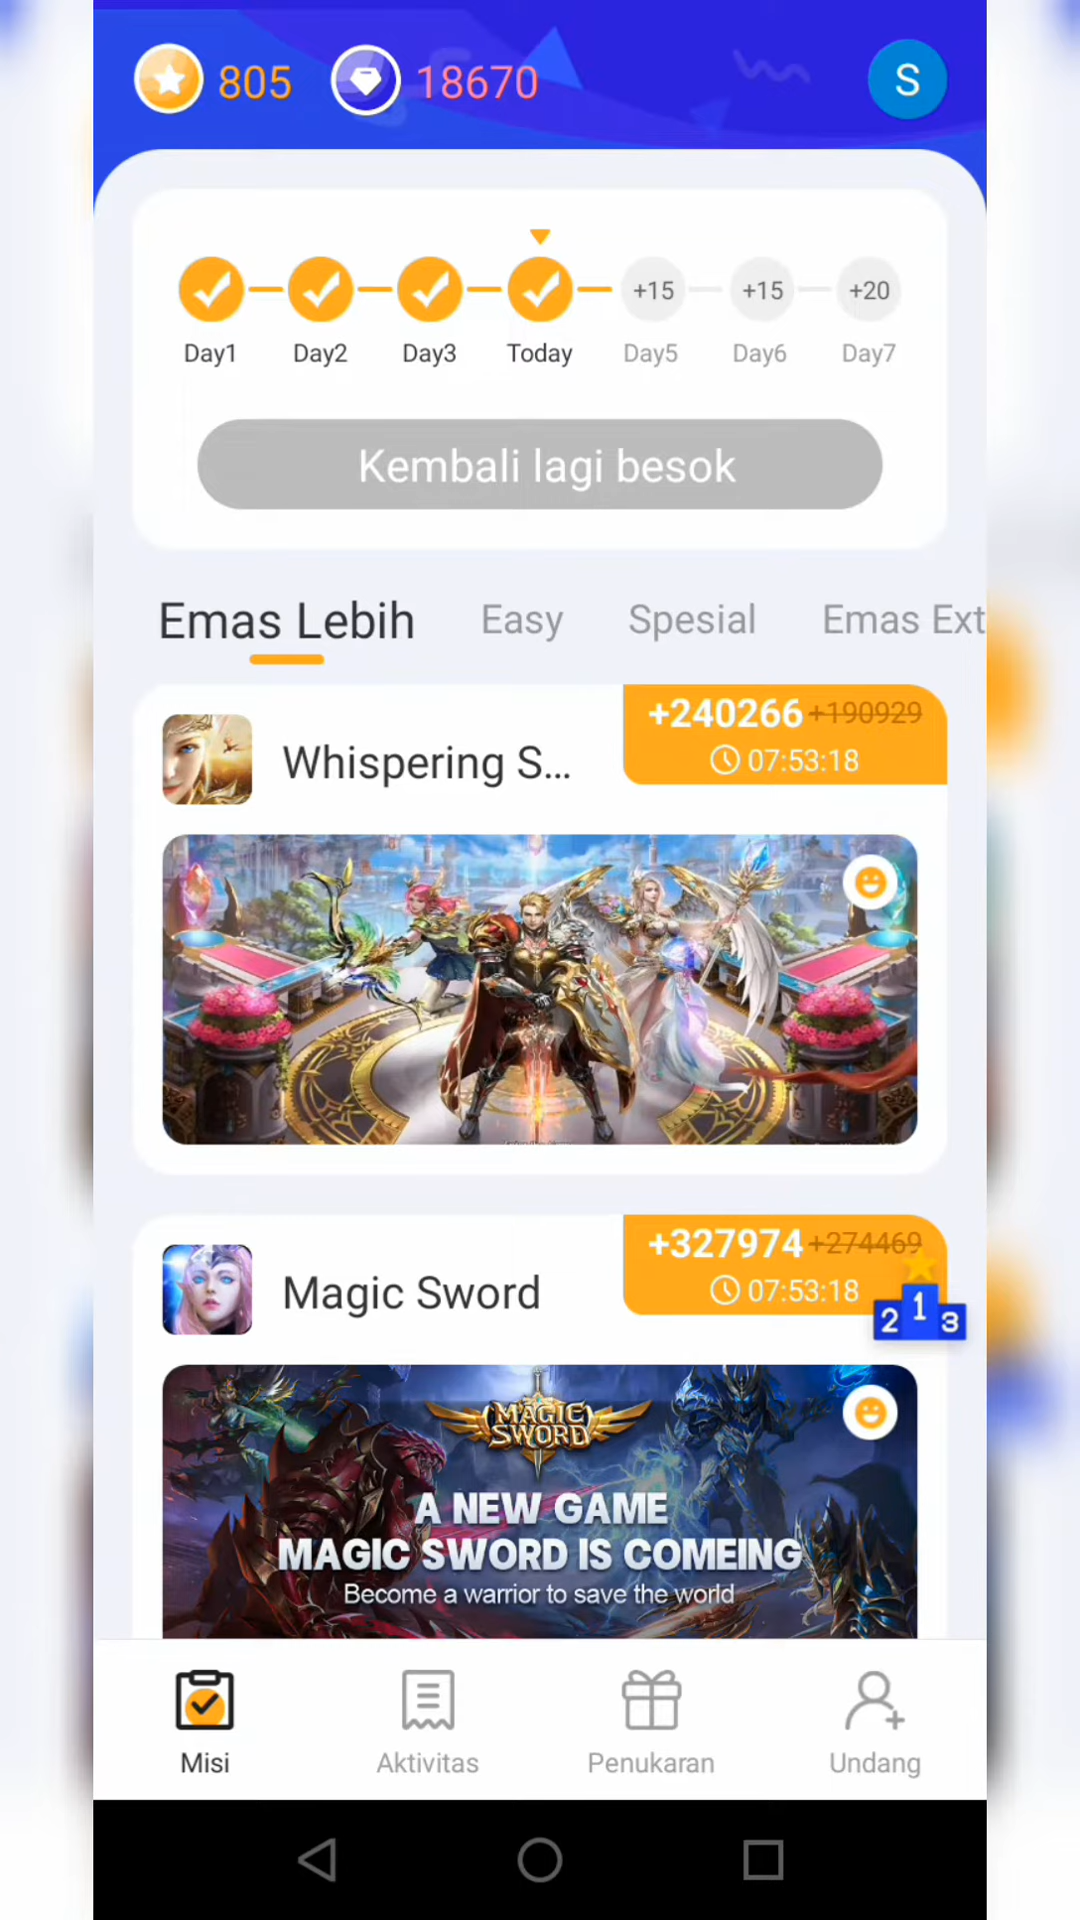 805 18670 S
+15 +15 +20
Day1 Day2 Day3 Today Day5 Day6 Day7
Kembali lagi besok
Emas Lebih Easy Spesial Emas Ext
+240266 +190929
Whispering S...
07:53:18
+327974 +274469
Magic Sword
07:53:18
2 1 3
MAGIC
SWORD
A NEW GAME
MAGIC SWORD IS COMEING
Become a warrior to save the world
Misi Aktivitas Penukaran Undang